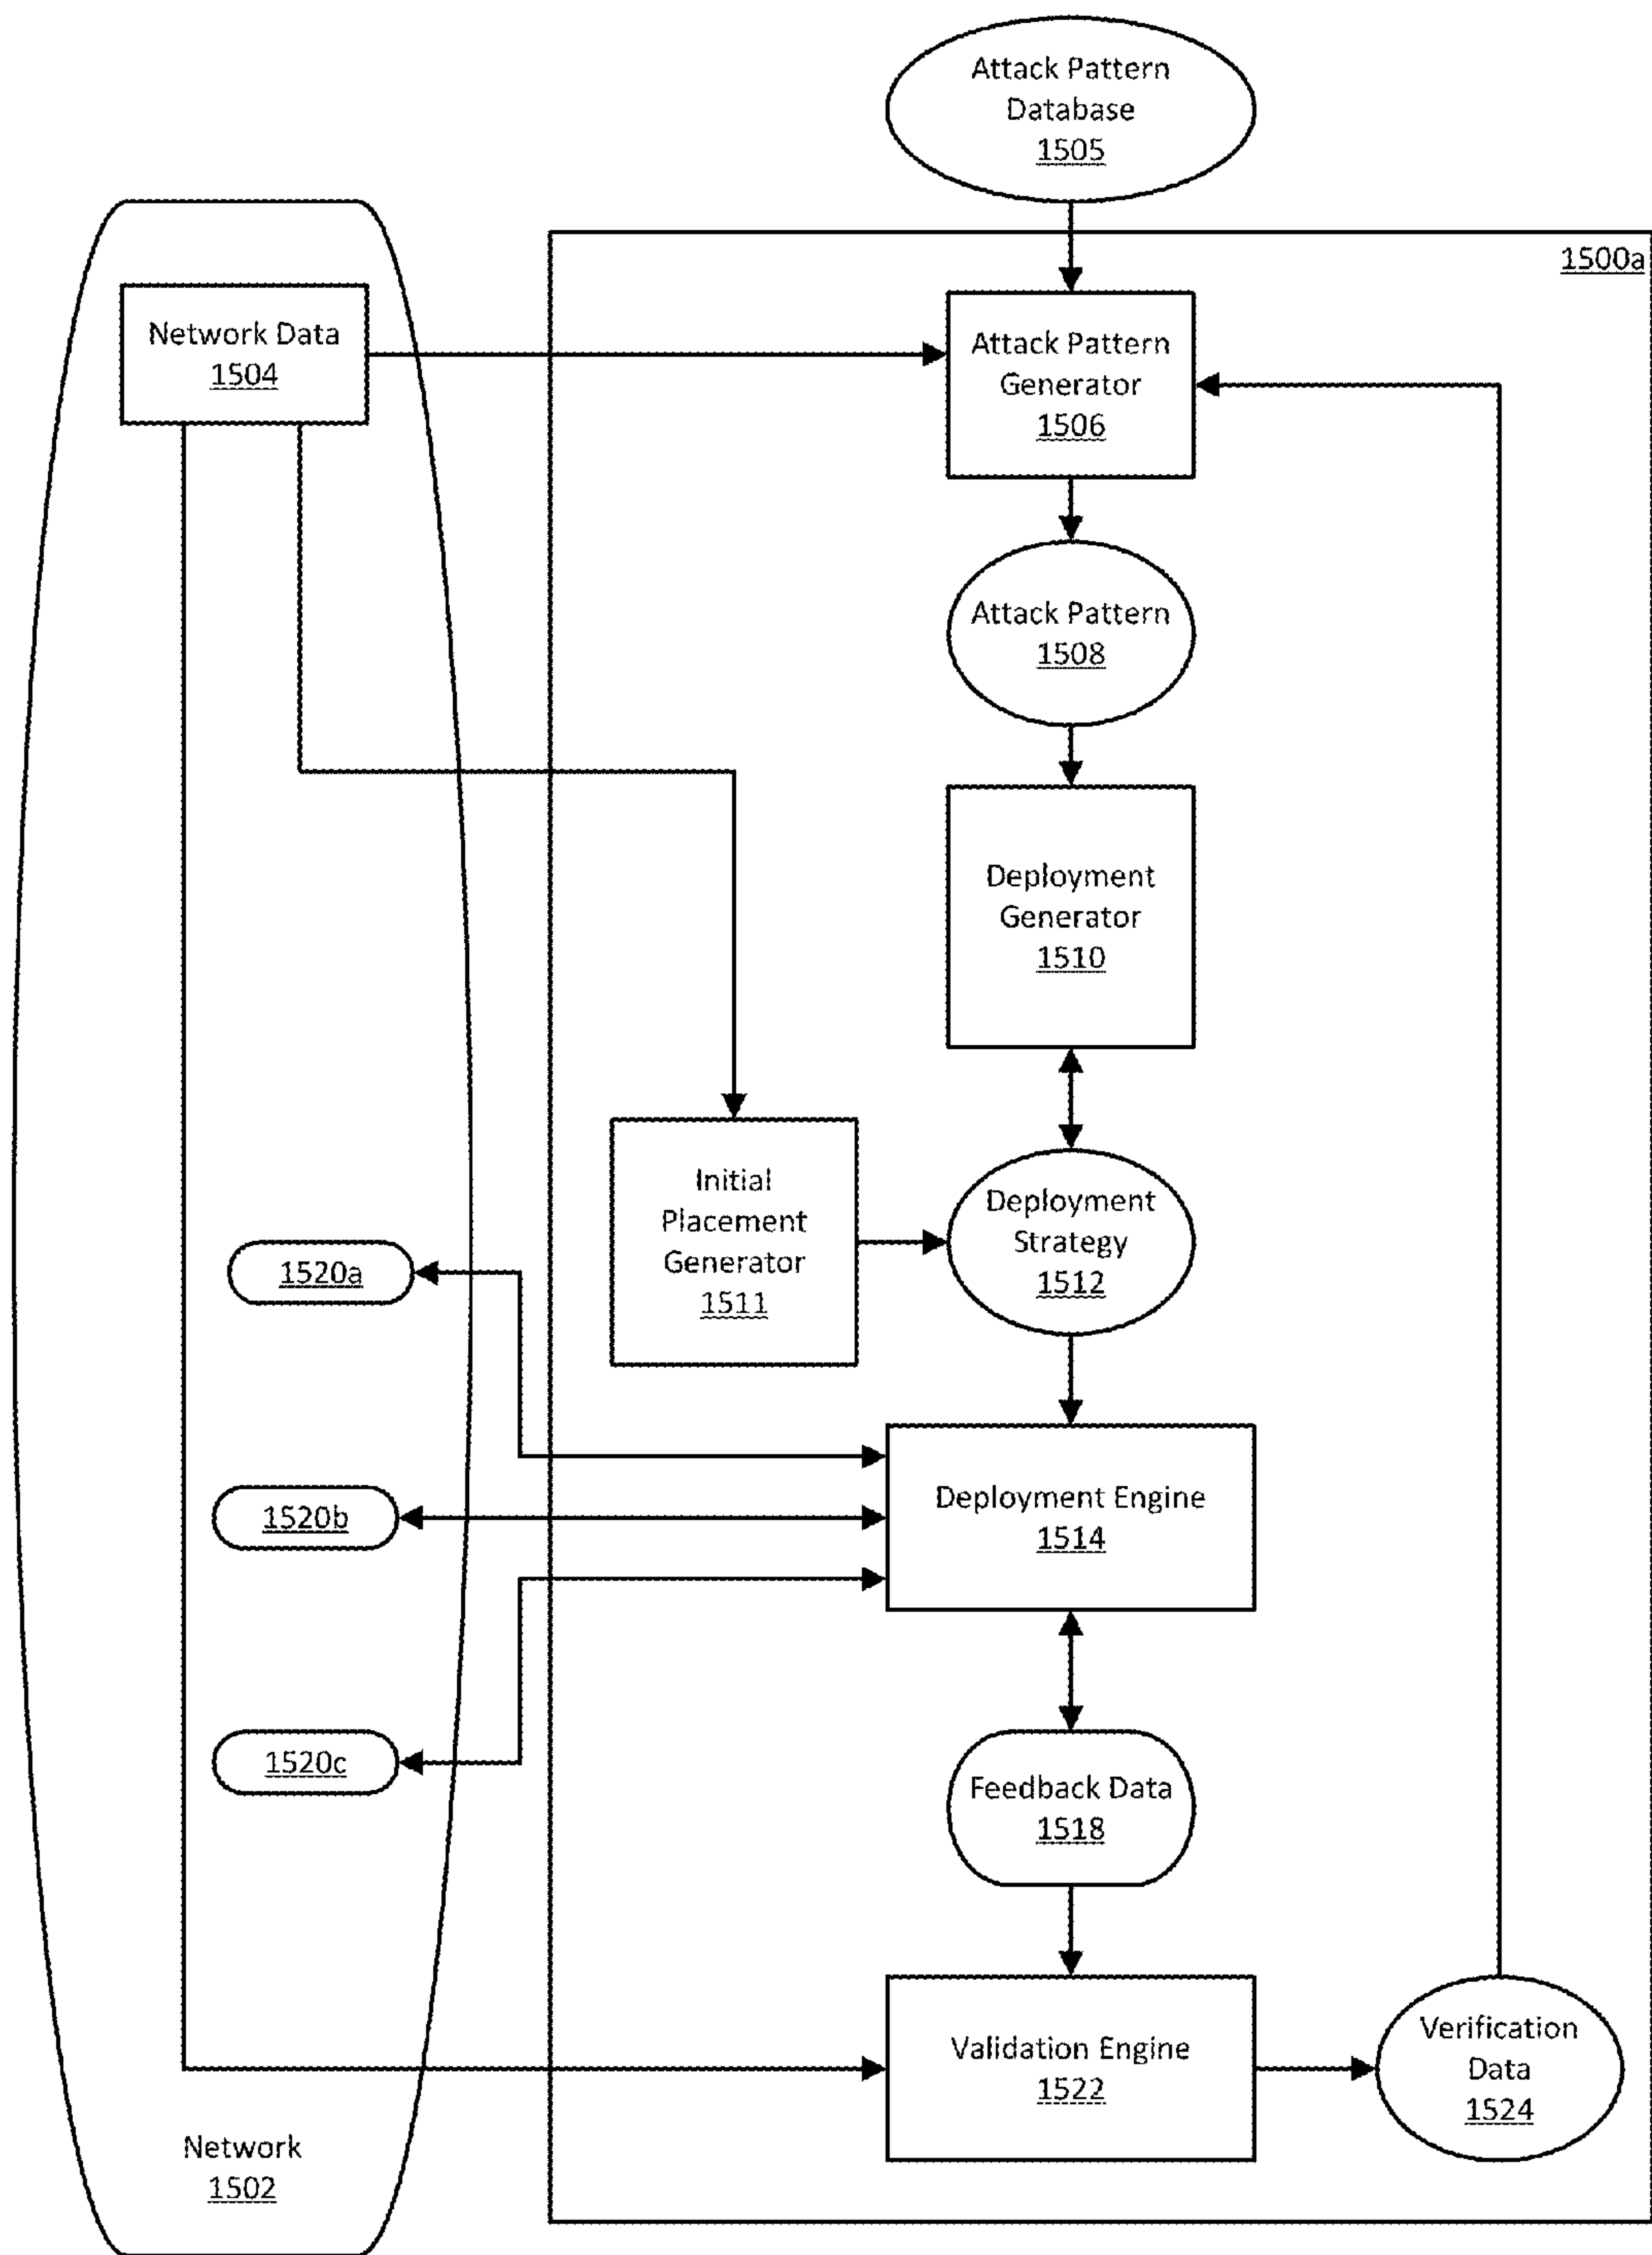 Attack Pattern
Database
1505
1500a
Network Data
1504
Attack Pattern
Generator
1506
Attack Pattern
1508
Deployment
Generator
1510
Initial
Placement
Generator
1511
Deployment
Strategy
1512
1520a
1520b
Deployment Engine
1514
1520c
Feedback Data
1518
Validation Engine
1522
Verification
Data
1524
Network
1502